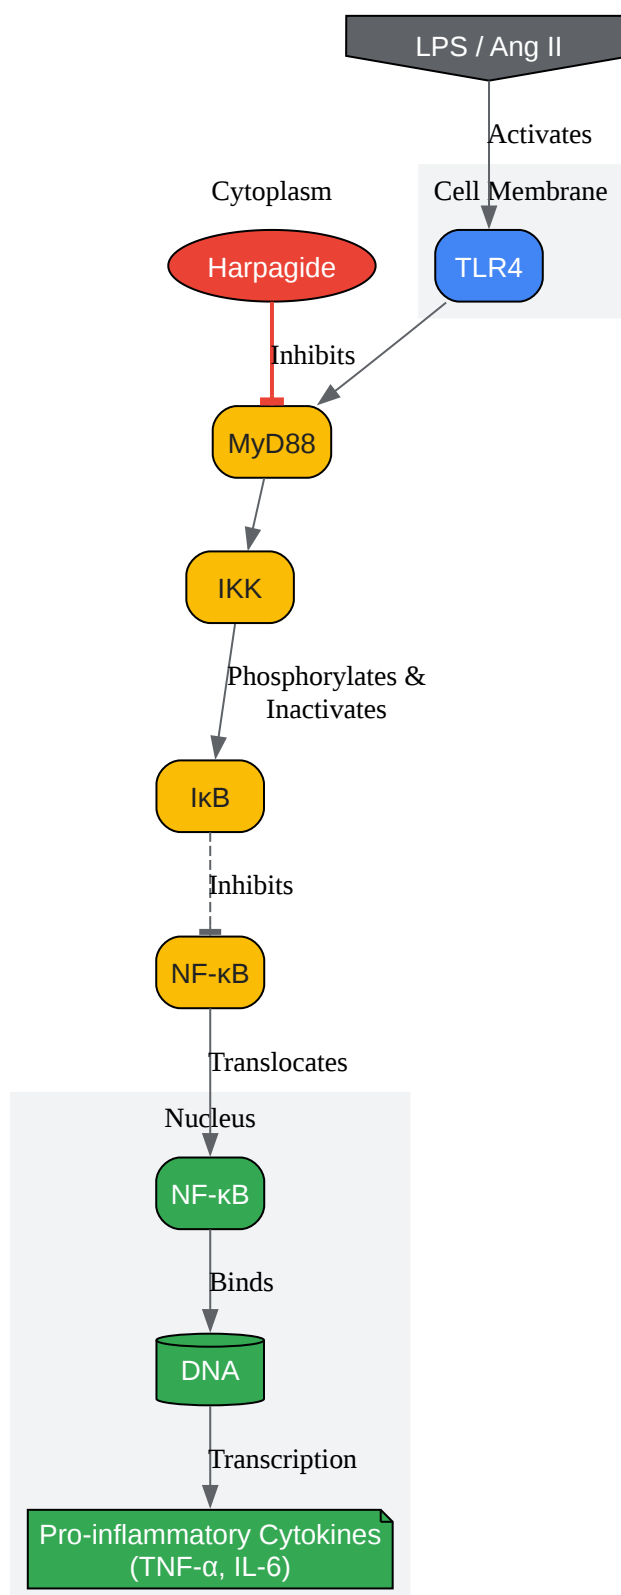 LPS / Ang II
Activates
Cytoplasm
Cell Membrane
Harpagide
TLR4
Inhibits
MyD88
IKK
Phosphorylates &
Inactivates
IκB
Inhibits
NF-κB
Translocates
Nucleus
NF-κB
Binds
DNA
Transcription
Pro-inflammatory Cytokines
(TNF-α, IL-6)